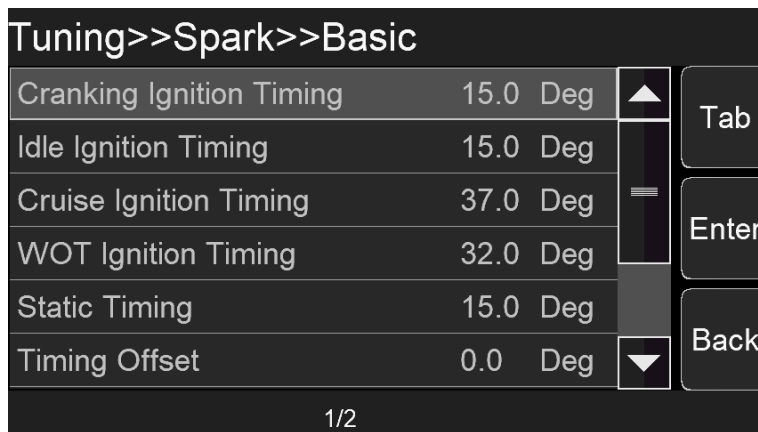 Tuning>>Spark>>Basic
Cranking Ignition Timing 15.0 Deg
Idle Ignition Timing 15.0 Deg
Cruise Ignition Timing 37.0 Deg
WOT Ignition Timing 32.0 Deg
Static Timing 15.0 Deg
Timing Offset 0.0 Deg
1/2
Tab
Enter
Back